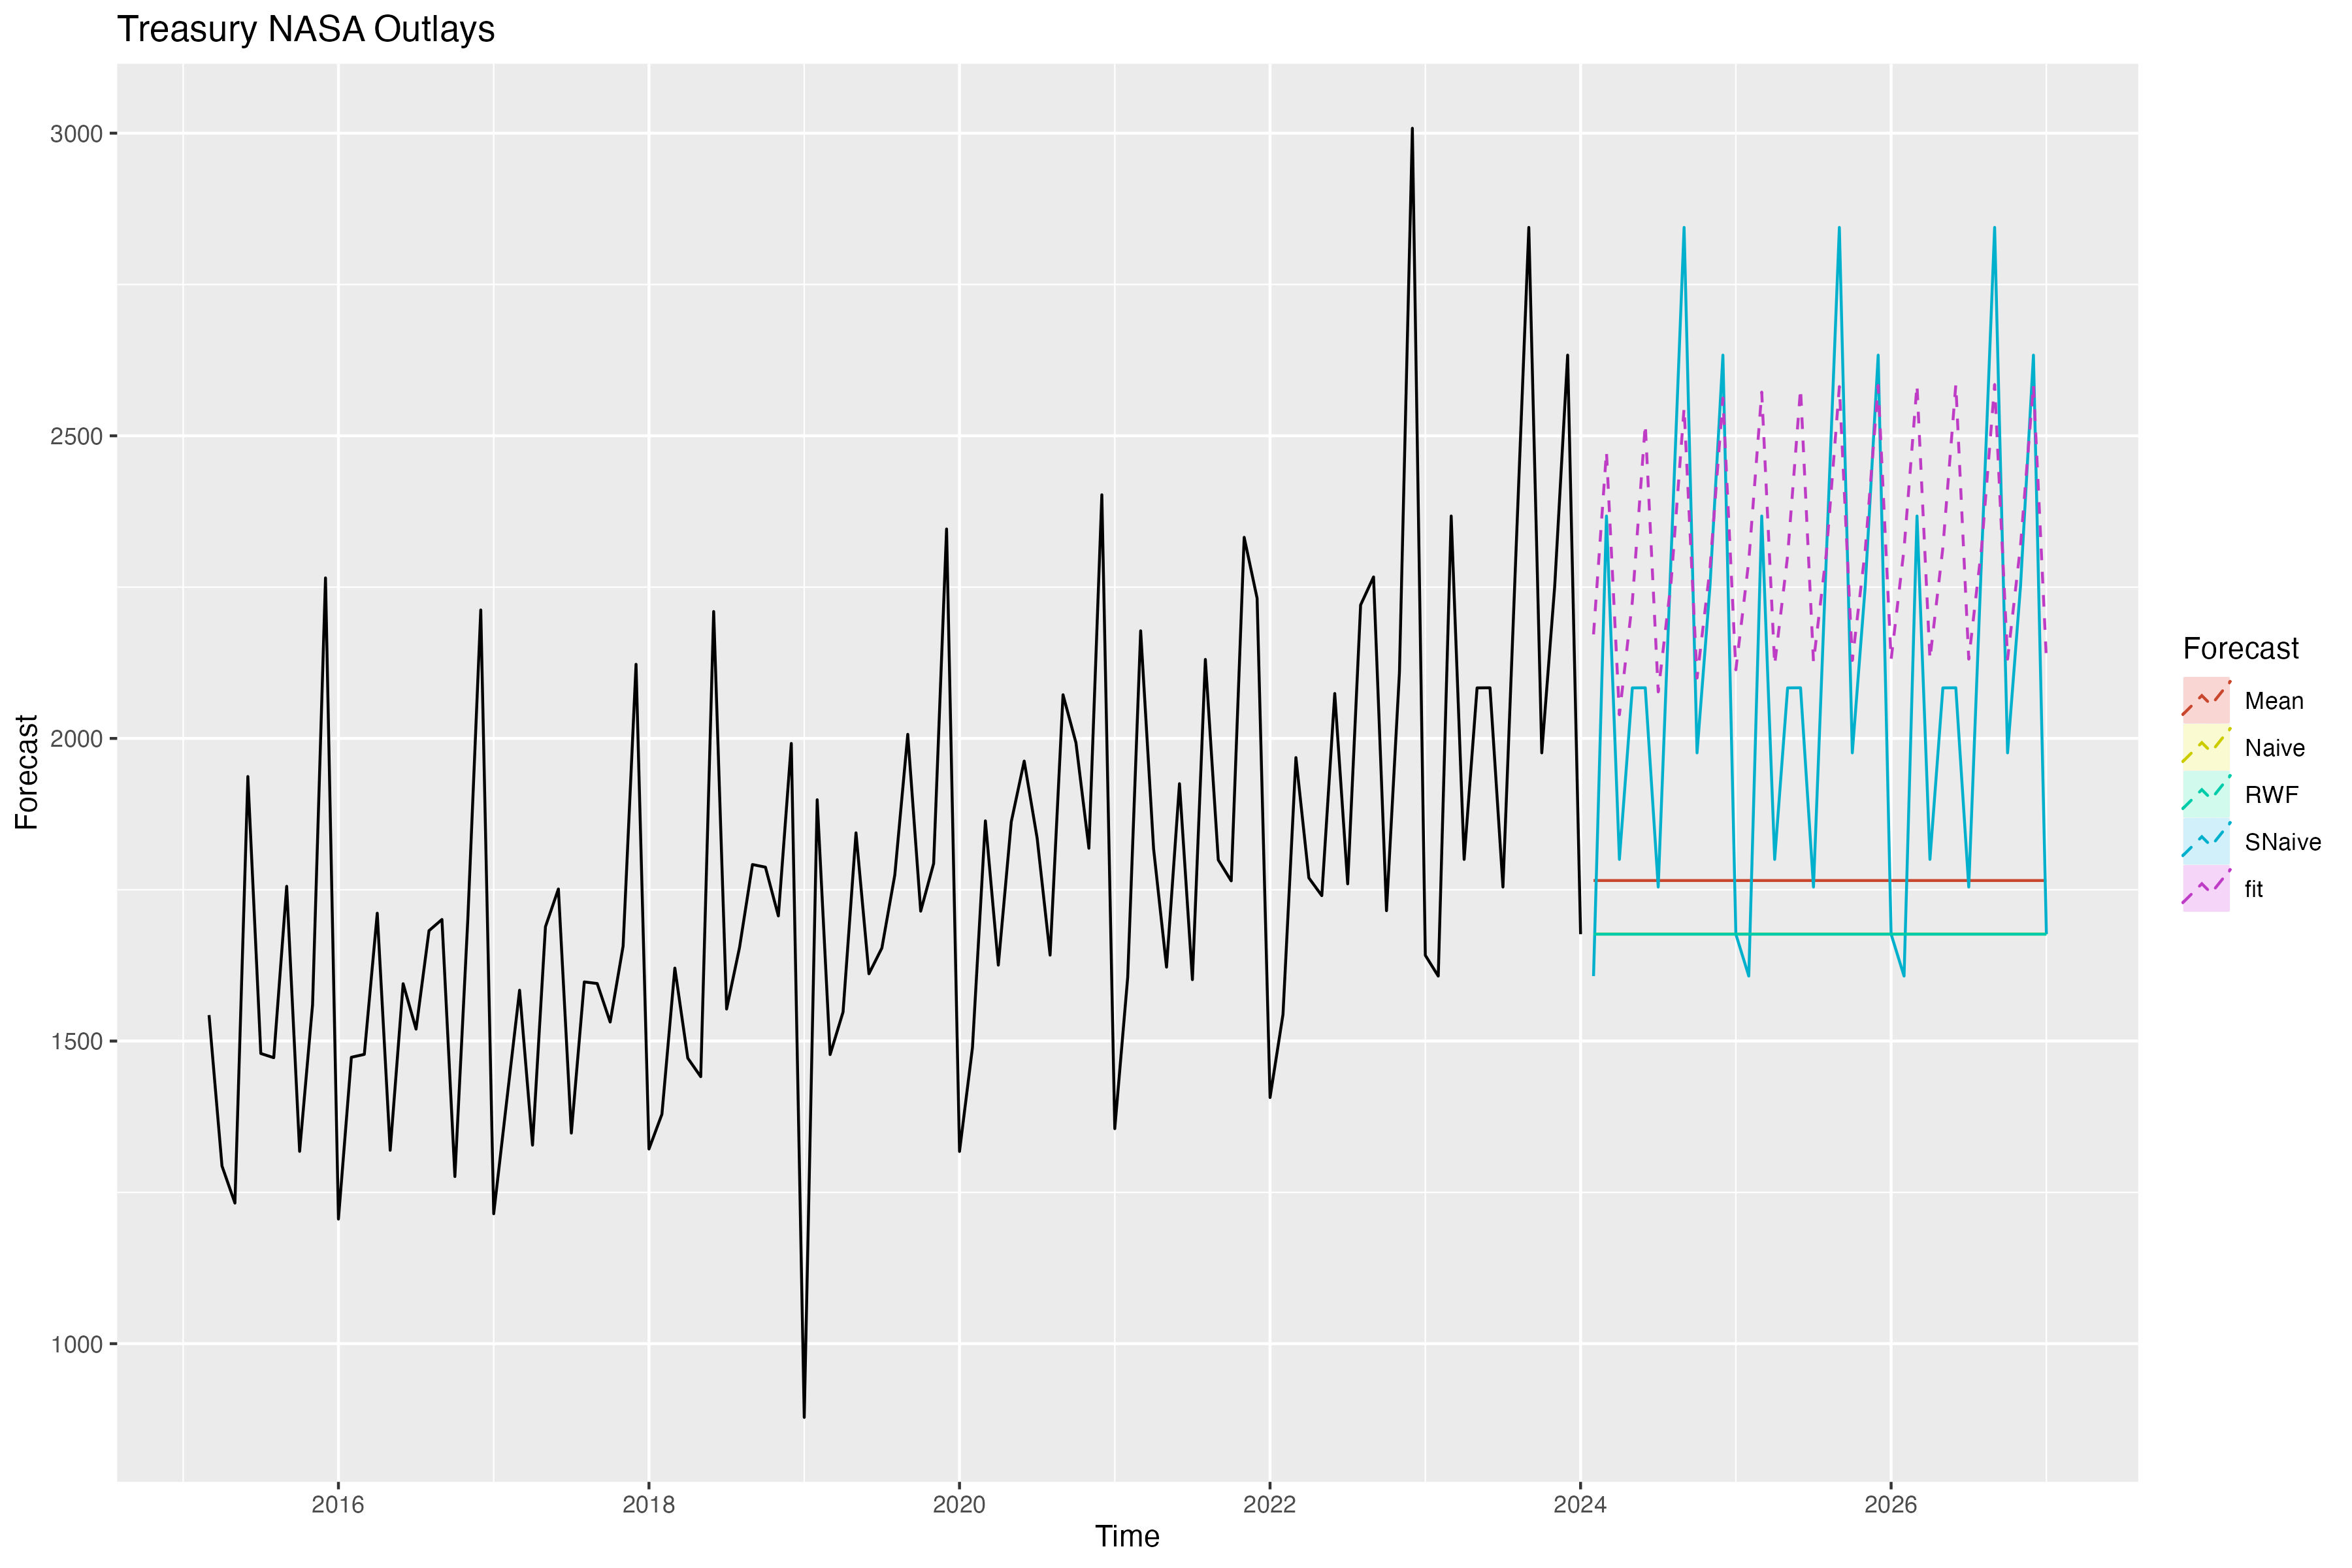 Treasury NASA Outlays
3000
2500
2000
1500
1000
Forecast
2016
2018
2020
2022
2024
2026
Time
Forecast
Mean
Naive
RWF
SNaive
fit